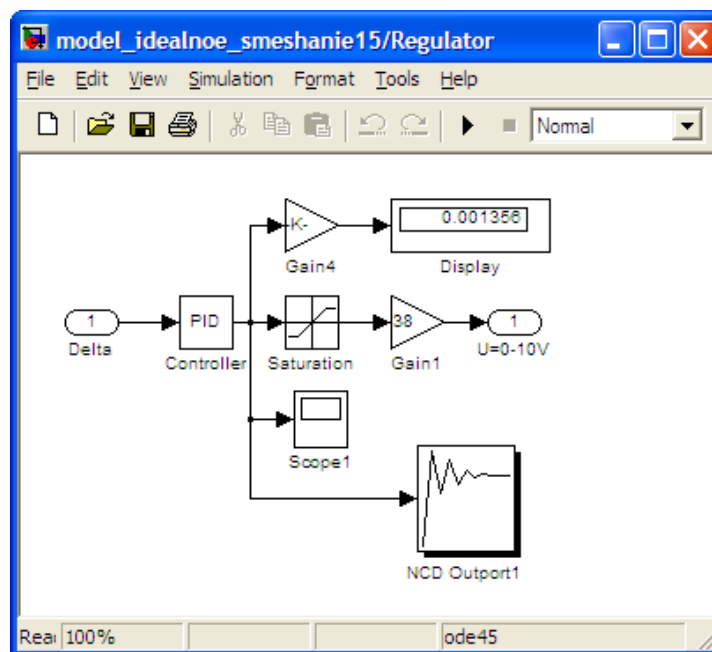 model_idealnoe_smeshanie15/Regulator
File Edit View Simulation Format Tools Help
Normal
K-
0.001356
Gain4
Display
1
PID
38
1
Delta
Controller
Saturation
Gain1
U=0-10V
Scope1
NCD Outport1
Rea 100%
ode45